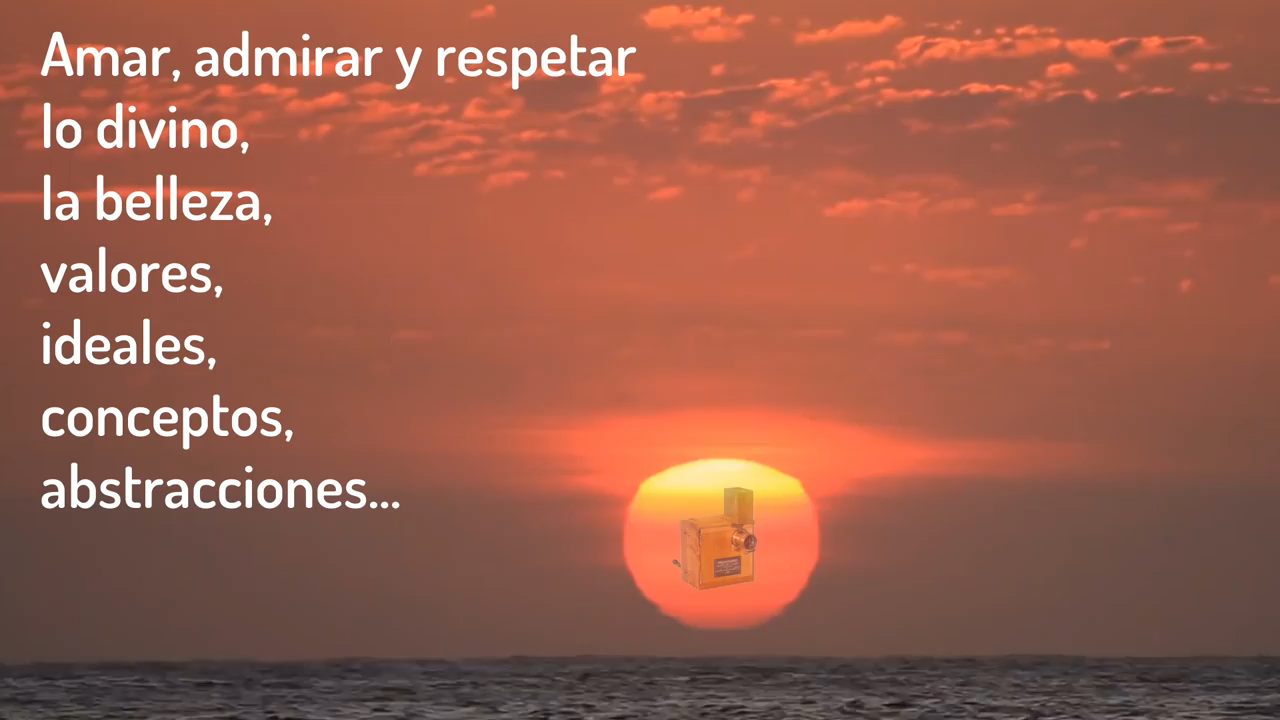 Amar, admirar y respetar
lo divino,
la belleza,
valores,
ideales,
conceptos,
abstracciones...